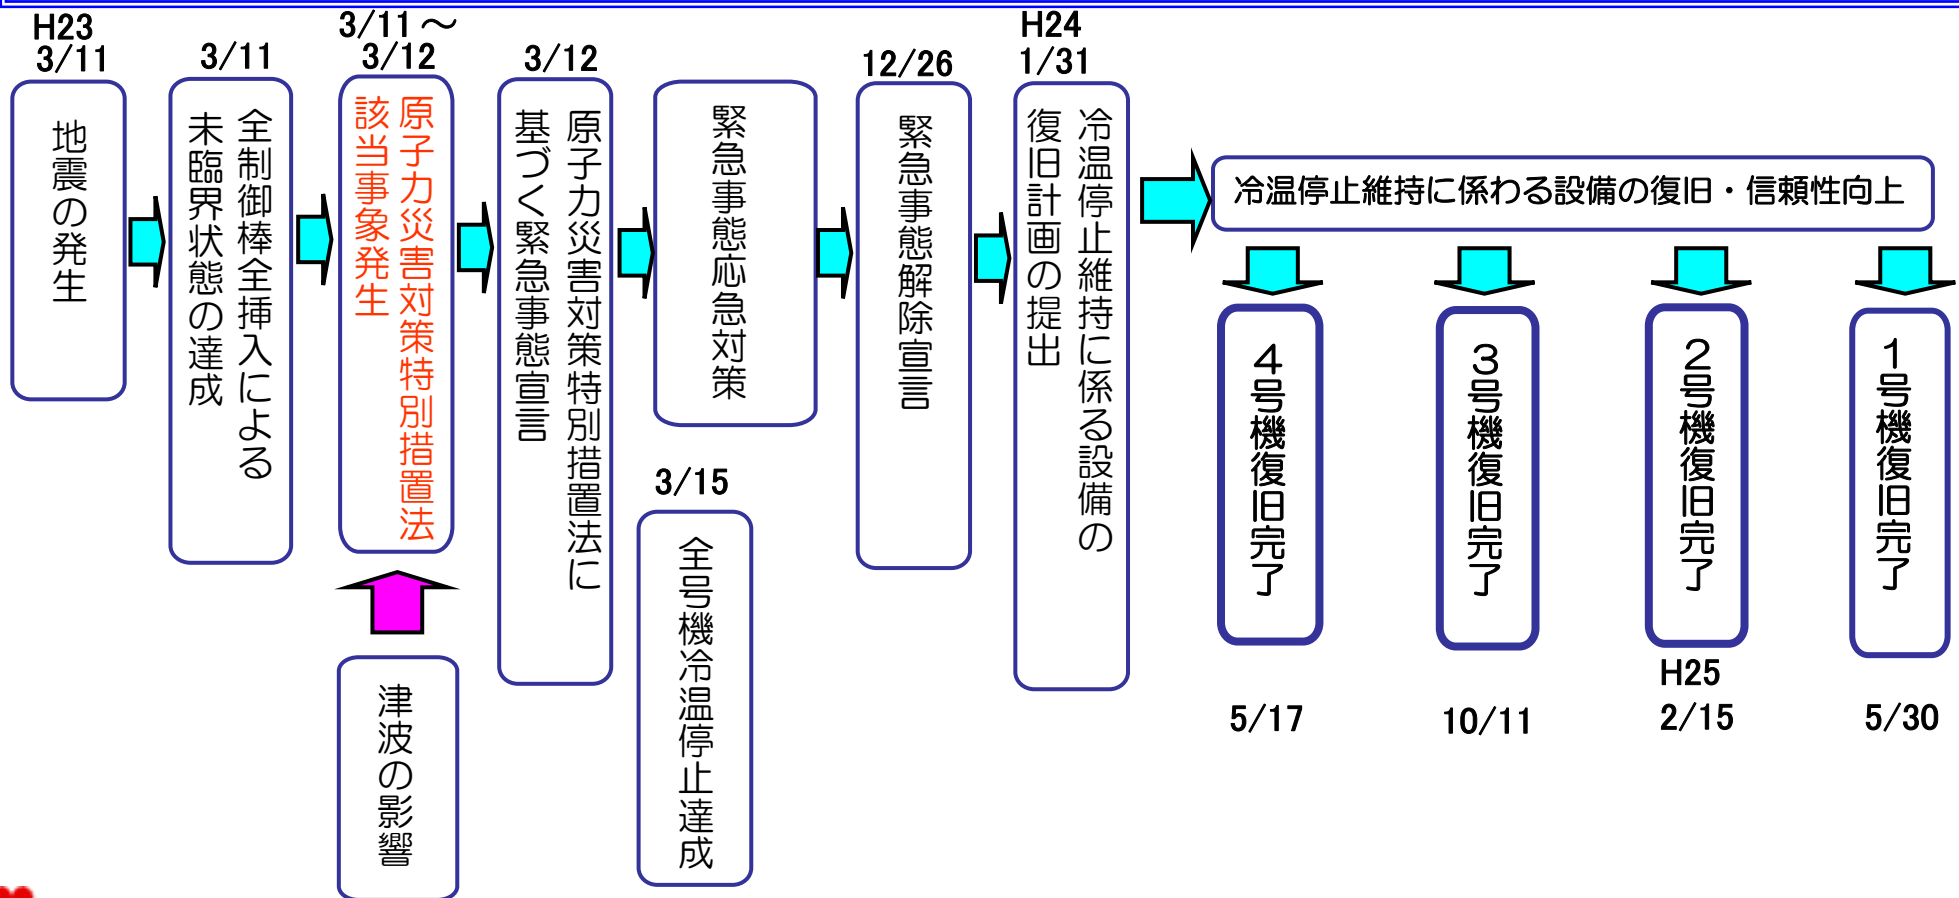 H23
3/11
地震の発生
3/11
全制御棒全挿入による
未臨界状態の達成
3/11～
3/12
原子力災害対策特別措置法
該当事象発生
津波の影響
3/12
原子力災害対策特別措置法に
基づく緊急事態宣言
緊急事態応急対策
3/15
全号機冷温停止達成
12/26
緊急事態解除宣言
H24
1/31
冷温停止維持に係る設備の
復旧計画の提出
冷温停止維持に係わる設備の復旧・信頼性向上
4号機復旧完了
5/17
3号機復旧完了
10/11
2号機復旧完了
H25
2/15
1号機復旧完了
5/30